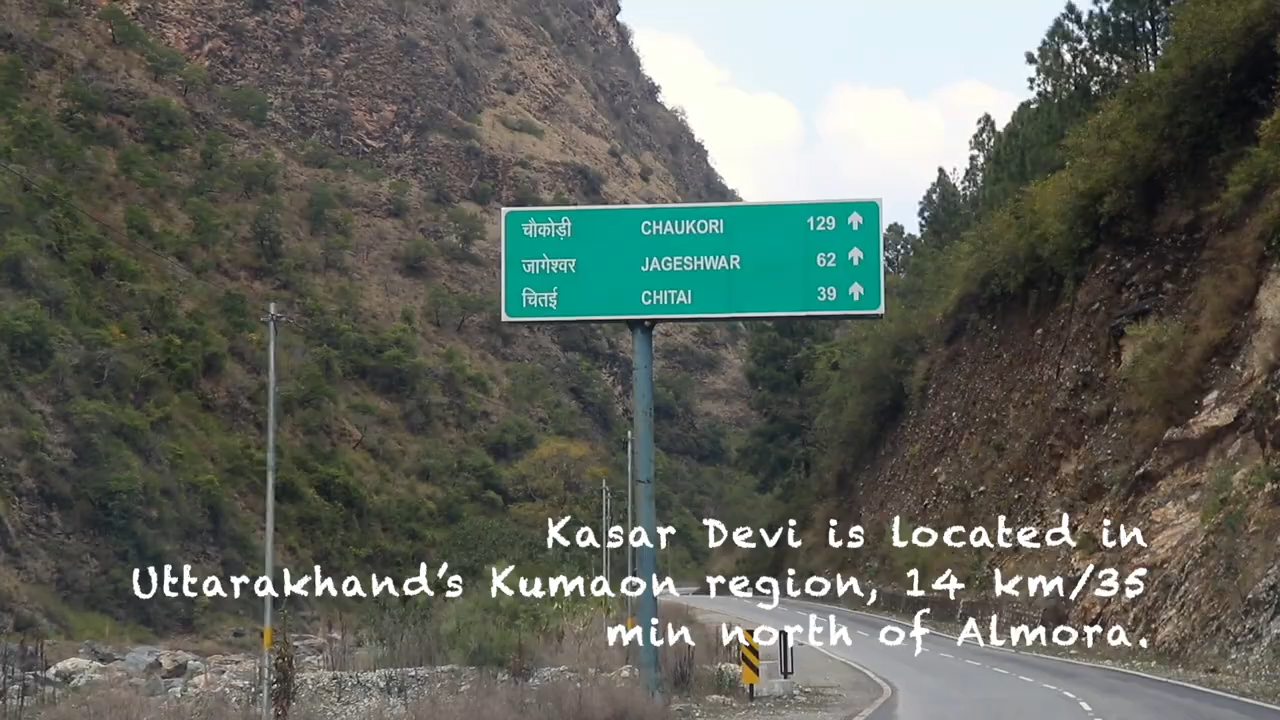 चौकोड़ी CHAUKORI 129
जागेश्वर JAGESHWAR 62
चितई CHITAI 39
Kasar Devi is located in
Uttarakhand's Kumaon region, 14 km/35
min north of Almora.